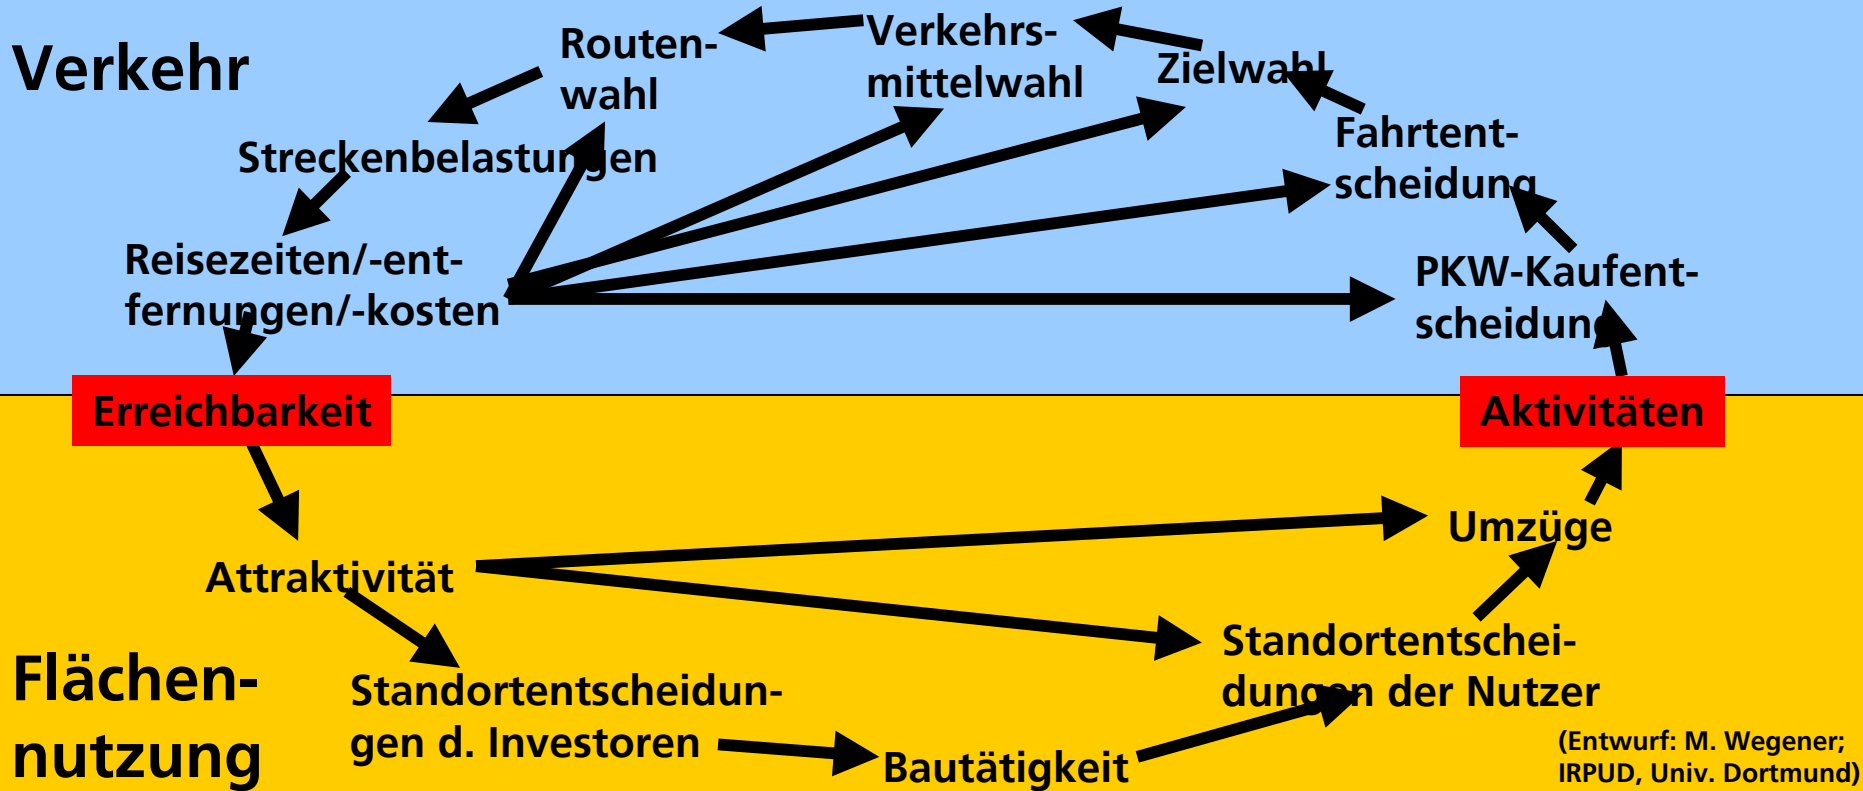 Verkehr
Routen-
wahl
Verkehrs-
mittelwahl
Zielwahl
Fahrtent-
scheidung
Streckenbelastungen
Reisezeiten/-ent-
fernungen/-kosten
PKW-Kaufent-
scheidung
Erreichbarkeit
Aktivitäten
Umzüge
Attraktivität
Standortentschei-
dungen der Nutzer
Flächen-
nutzung
Standortentscheidun-
gen d. Investoren
Bautätigkeit
(Entwurf: M. Wegener;
IRPUD, Univ. Dortmund)